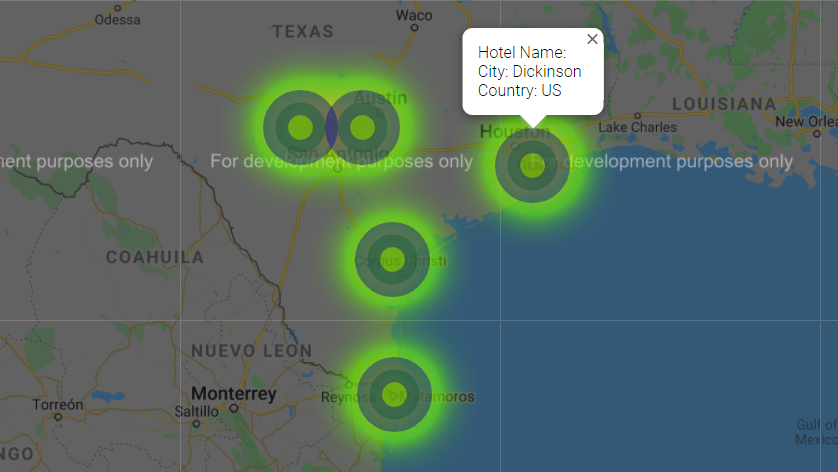 Odessa
Waco
TEXAS
Hotel Name:
City: Dickinson
Country: US
Austin
LOUISIANA
New Orle
Houston
Lake Charles
San Antonio
ment purposes only
For development purposes only
For development purposes only
COAHUILA
Corpus Christi
NUEVO LEON
Monterrey
Reynosa
Matamoros
Torreón
Saltillo
Gulf of
Mexico
NGO